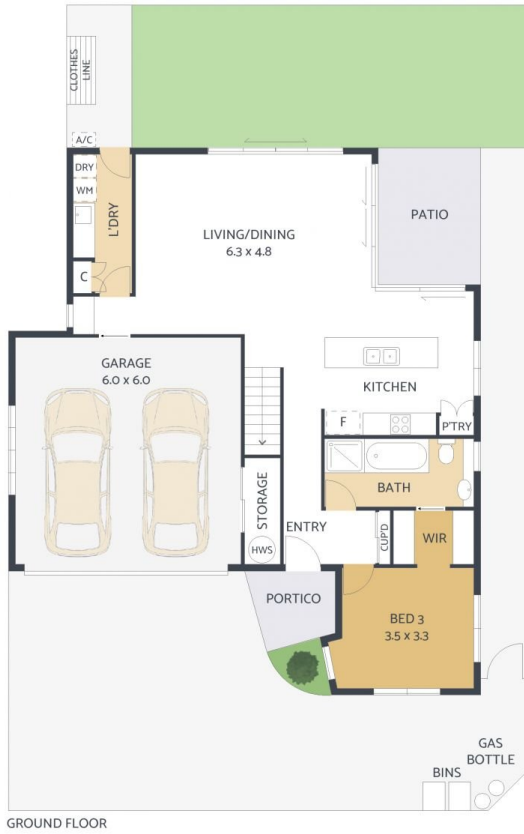 CLOTHES
LINE
A/C
DRY
WM
L'DRY
C
LIVING/DINING
6.3 x 4.8
PATIO
GARAGE
6.0 x 6.0
KITCHEN
F
P'TRY
STORAGE
HWS
BATH
ENTRY
CUP'D
WIR
PORTICO
BED 3
3.5 x 3.3
GAS
BOTTLE
BINS
GROUND FLOOR